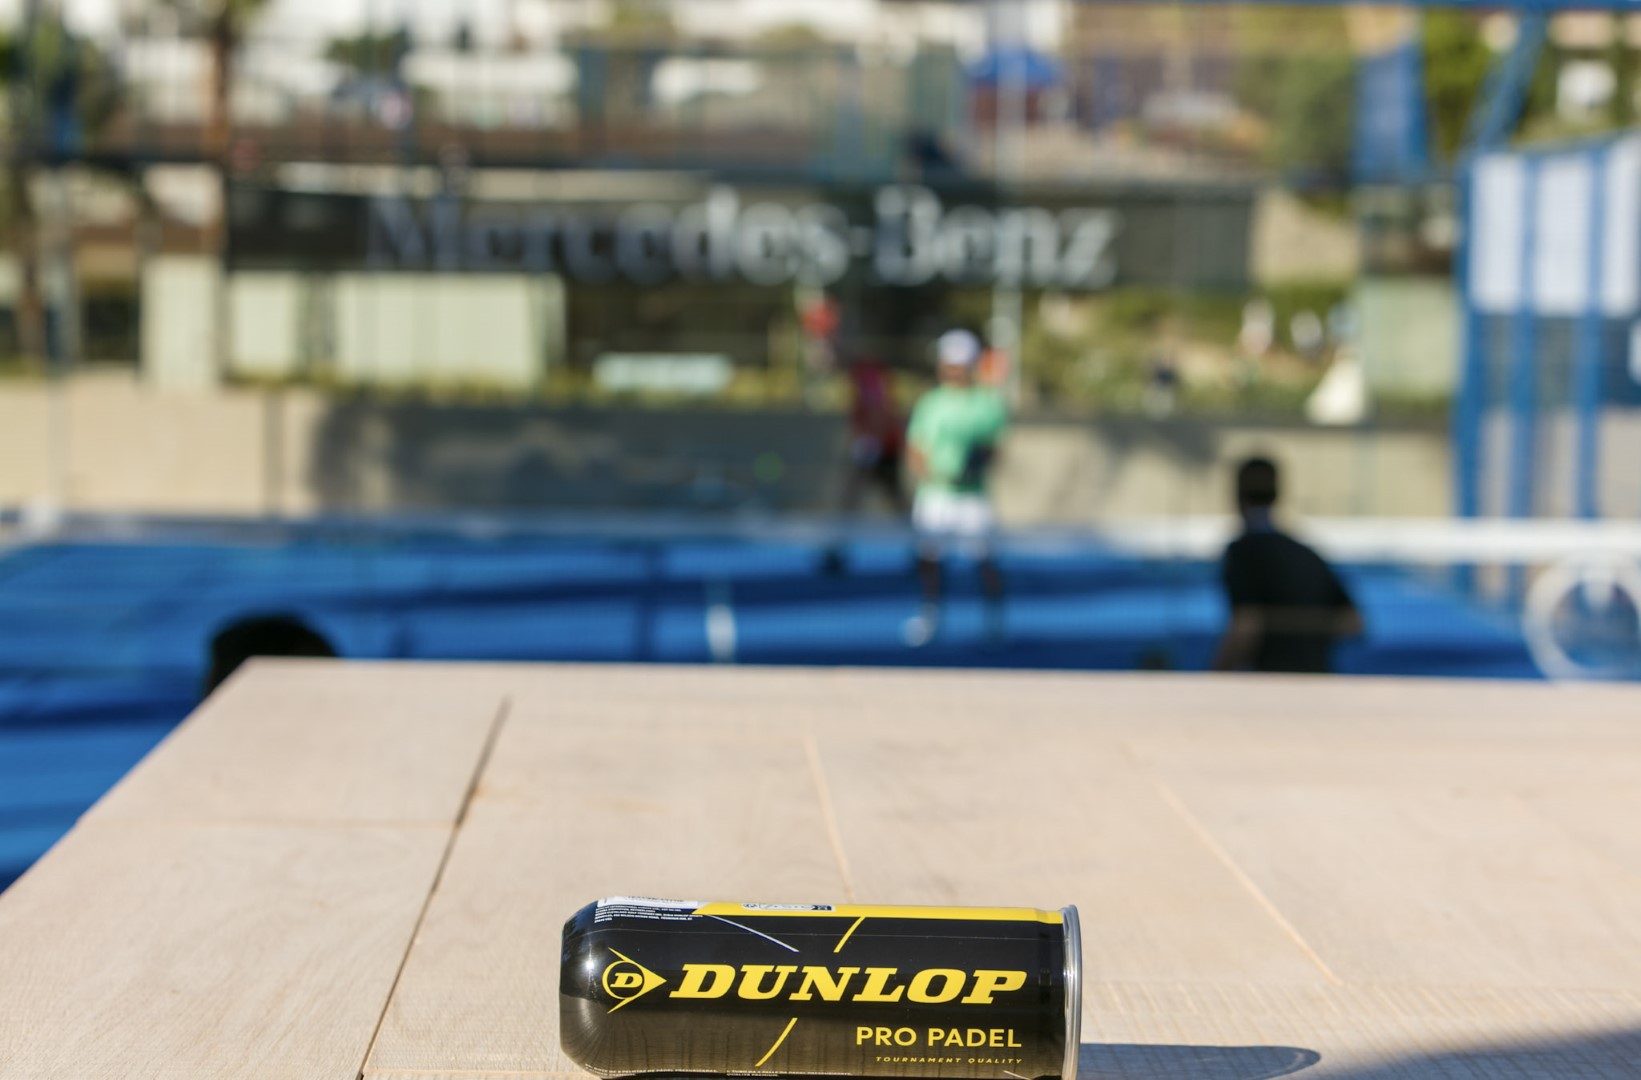 Mercedes-Benz
D DUNLOP
PRO PADEL
TOURNAMENT QUALITY